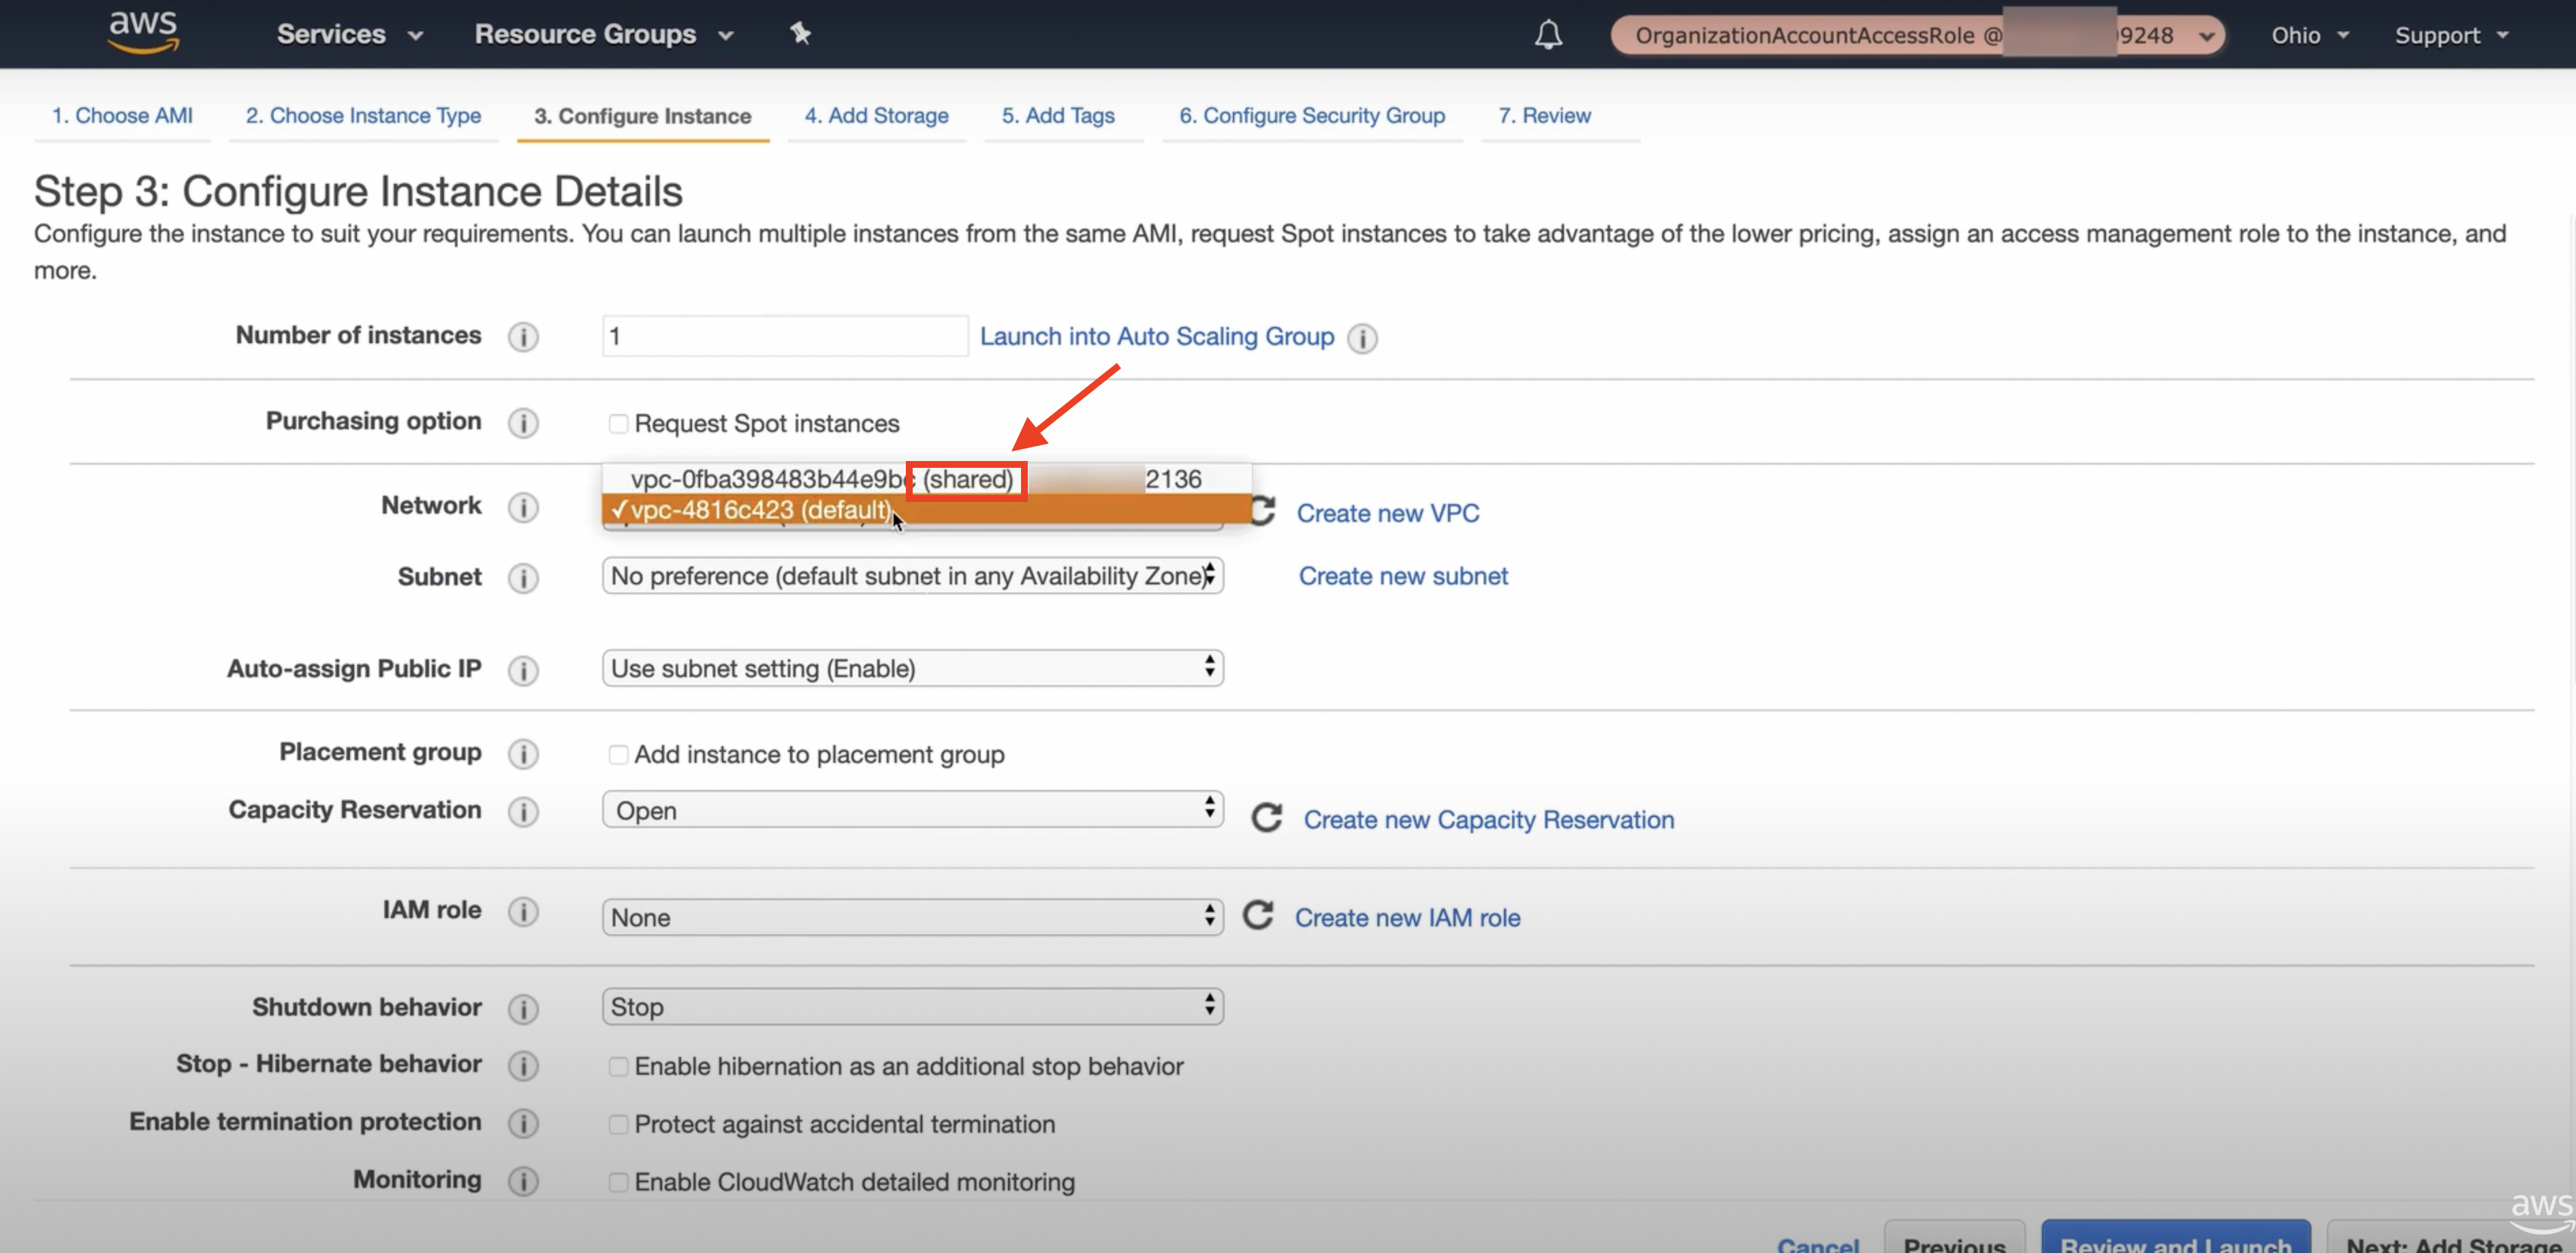 aws
Services
Resource Groups
OrganizationAccountAccessRole @
9248
Ohio
Support
1. Choose AMI
2. Choose Instance Type
3. Configure Instance
4. Add Storage
5. Add Tags
6. Configure Security Group
7. Review
Step 3: Configure Instance Details
Configure the instance to suit your requirements. You can launch multiple instances from the same AMI, request Spot instances to take advantage of the lower pricing, assign an access management role to the instance, and
more.
Number of instances
1
Launch into Auto Scaling Group
Purchasing option
Request Spot instances
vpc-0fba398483b44e9bc (shared)
2136
Network
✓vpc-4816c423 (default)
Create new VPC
Subnet
No preference (default subnet in any Availability Zone)
Create new subnet
Auto-assign Public IP
Use subnet setting (Enable)
Placement group
Add instance to placement group
Capacity Reservation
Open
Create new Capacity Reservation
IAM role
None
Create new IAM role
Shutdown behavior
Stop
Stop - Hibernate behavior
Enable hibernation as an additional stop behavior
Enable termination protection
Protect against accidental termination
Monitoring
Enable CloudWatch detailed monitoring
aws
Cancel
Previous
Review and Launch
Next: Add Storage